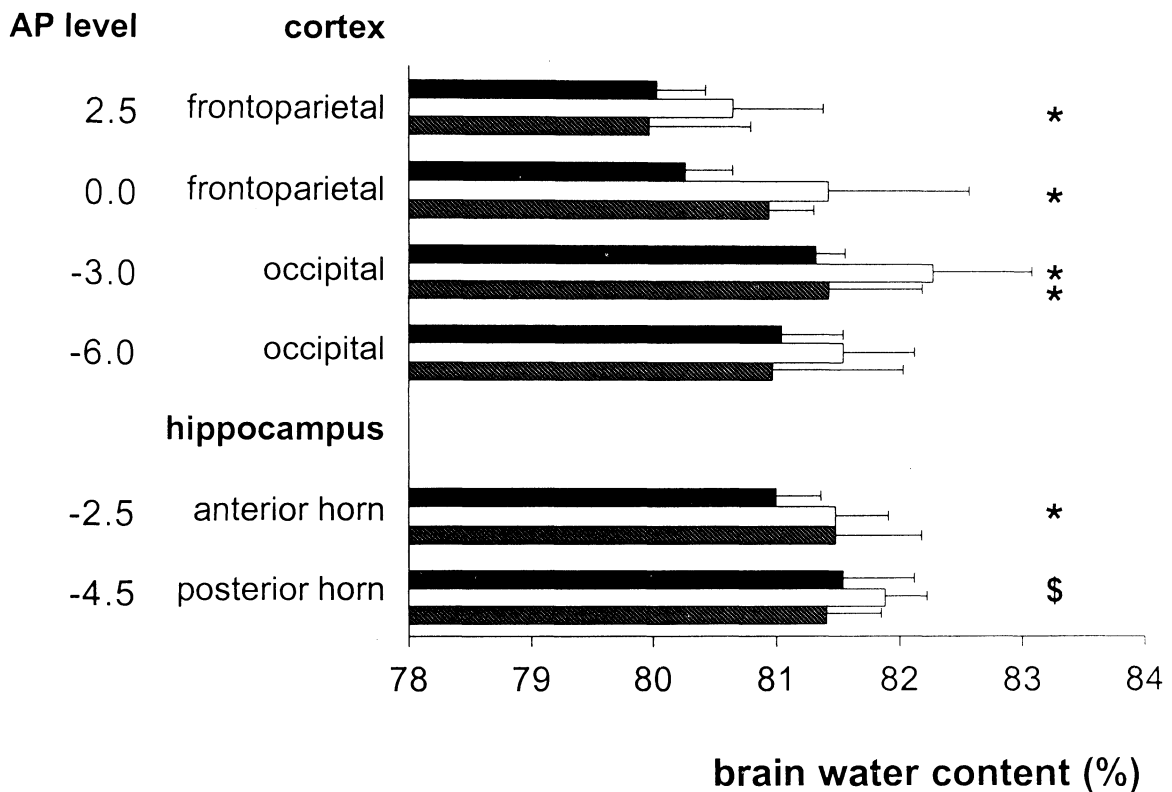 AP level cortex
2.5 frontoparietal *
0.0 frontoparietal *
-3.0 occipital *
*
-6.0 occipital
hippocampus
-2.5 anterior horn *
-4.5 posterior horn $
78 79 80 81 82 83 84
brain water content (%)